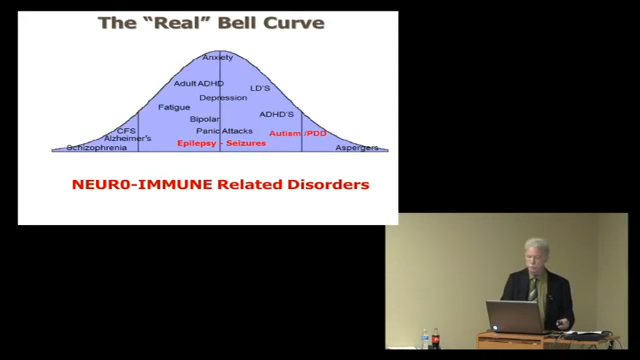 The “Real” Bell Curve
Anxiety
Adult ADHD
LD'S
Depression
Fatigue
ADHD'S
Bipolar
CFS
Panic Attacks
Autism /PDD
Alzheimer's
Epilepsy - Seizures
Schizophrenia
Aspergers
NEUR0-IMMUNE Related Disorders